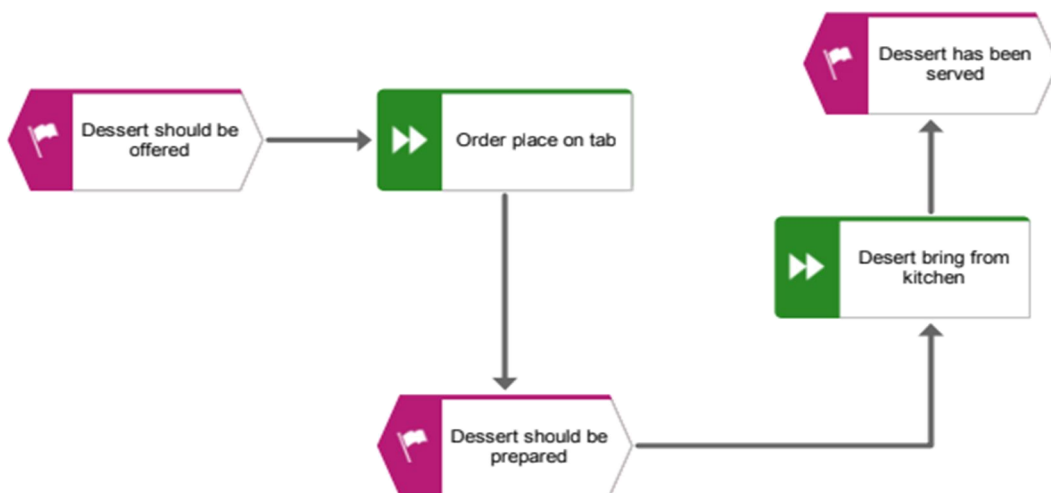 Dessert should be
offered
Order place on tab
Dessert should be
prepared
Desert bring from
kitchen
Dessert has been
served